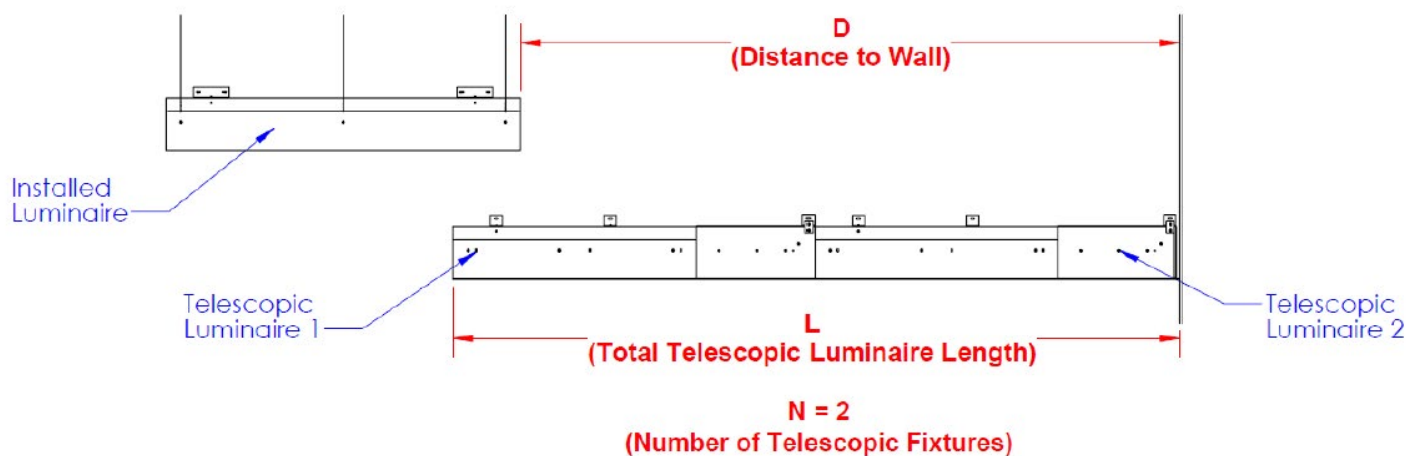 D
(Distance to Wall)
Installed
Luminaire
Telescopic
Luminaire 1
Telescopic
Luminaire 2
L
(Total Telescopic Luminaire Length)
N = 2
(Number of Telescopic Fixtures)